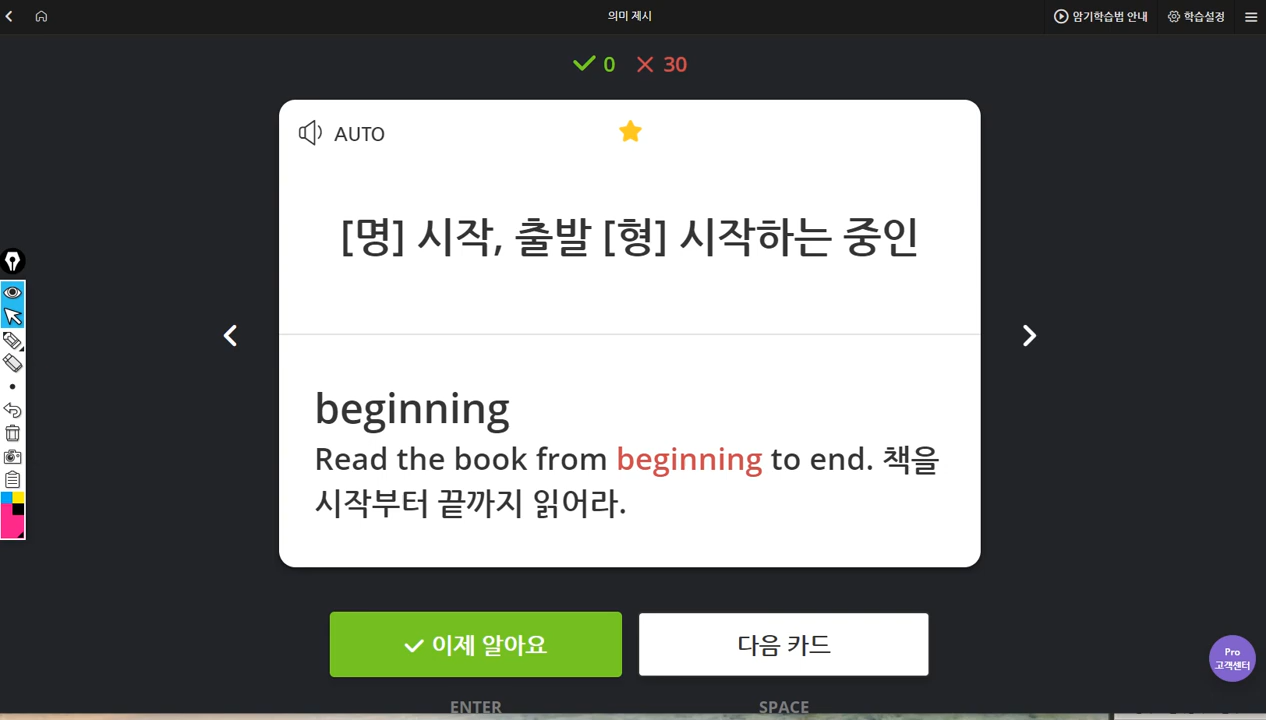 의미 제시
암기학습법 안내
학습설정
0 30
AUTO
[명] 시작, 출발 [형] 시작하는 중인
beginning
Read the book from beginning to end. 책을
시작부터 끝까지 읽어라.
이제 알아요
다음 카드
Pro
고객센터
ENTER
SPACE